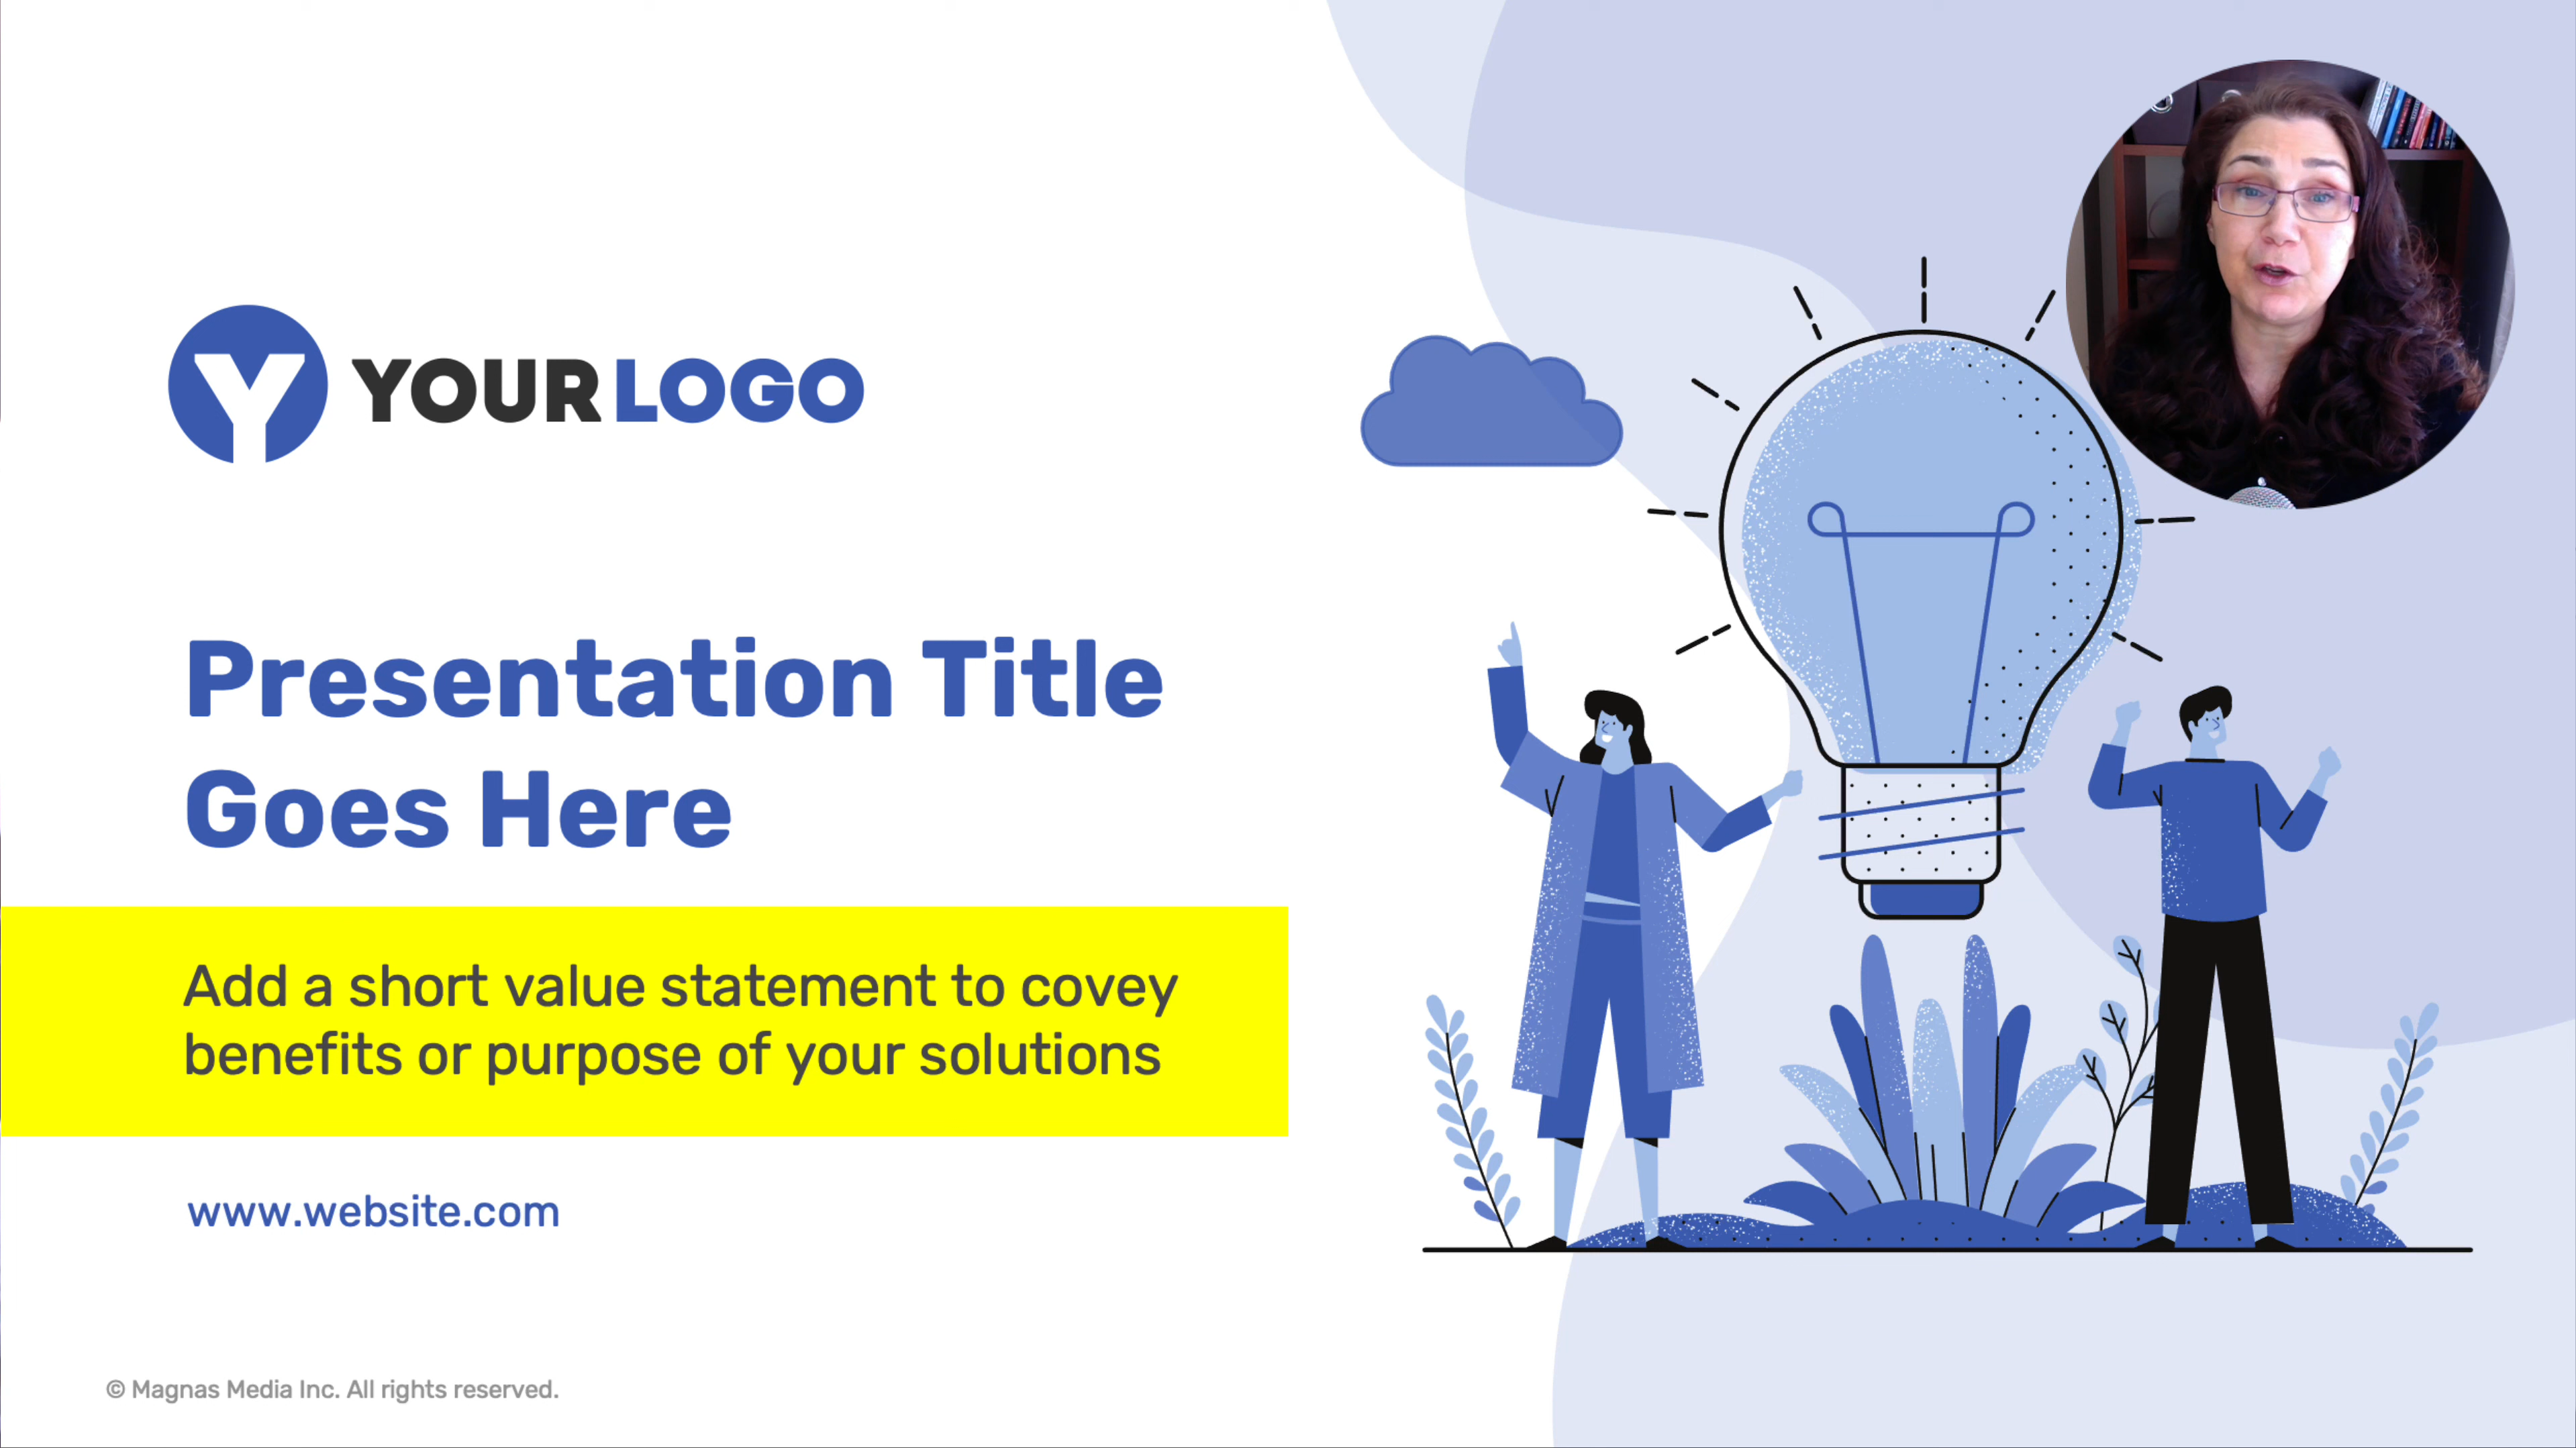 Y YOUR LOGO
Presentation Title
Goes Here
Add a short value statement to covey
benefits or purpose of your solutions
www.website.com
© Magnas Media Inc. All rights reserved.